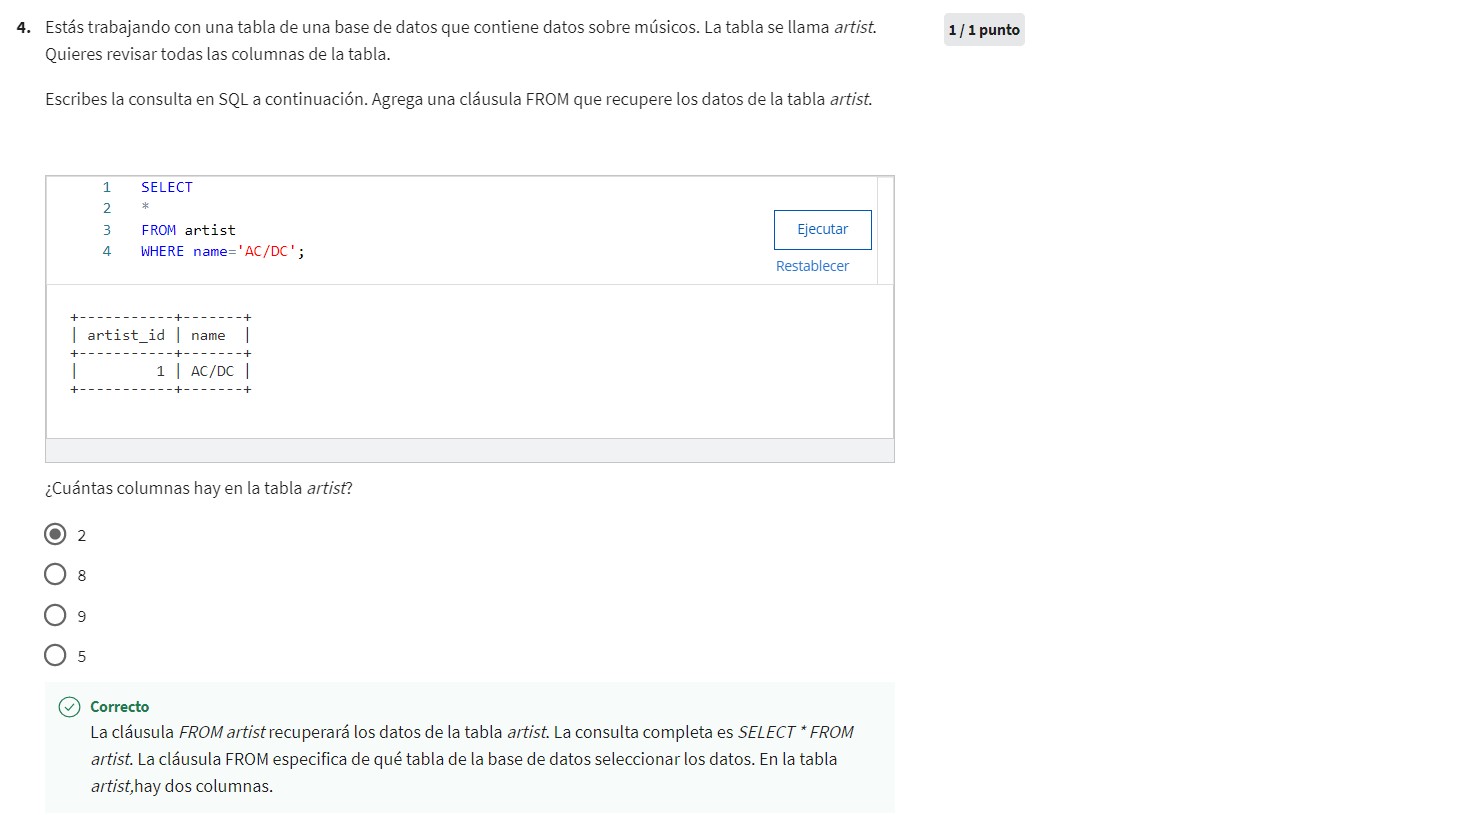 4. Estás trabajando con una tabla de una base de datos que contiene datos sobre músicos. La tabla se llama artist.
1 / 1 punto
Quieres revisar todas las columnas de la tabla.
Escribes la consulta en SQL a continuación. Agrega una cláusula FROM que recupere los datos de la tabla artist.
1 SELECT
2 *
3 FROM artist
4 WHERE name='AC/DC';
Ejecutar
Restablecer
+-----------+-------+
| artist_id | name  |
+-----------+-------+
|         1 | AC/DC |
+-----------+-------+
¿Cuántas columnas hay en la tabla artist?
2
8
9
5
Correcto
La cláusula FROM artist recuperará los datos de la tabla artist. La consulta completa es SELECT * FROM
artist. La cláusula FROM especifica de qué tabla de la base de datos seleccionar los datos. En la tabla
artist,hay dos columnas.